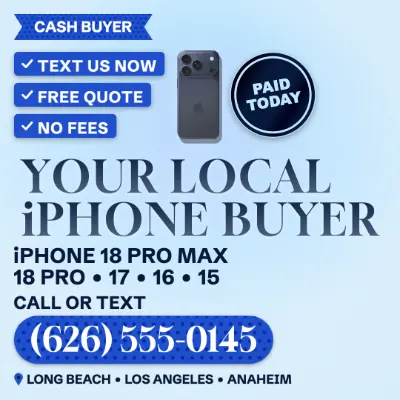 CASH BUYER
✓ TEXT US NOW
✓ FREE QUOTE
✓ NO FEES
PAID
TODAY
YOUR LOCAL
iPHONE BUYER
iPHONE 18 PRO MAX
18 PRO • 17 • 16 • 15
CALL OR TEXT
(626) 555-0145
LONG BEACH • LOS ANGELES • ANAHEIM